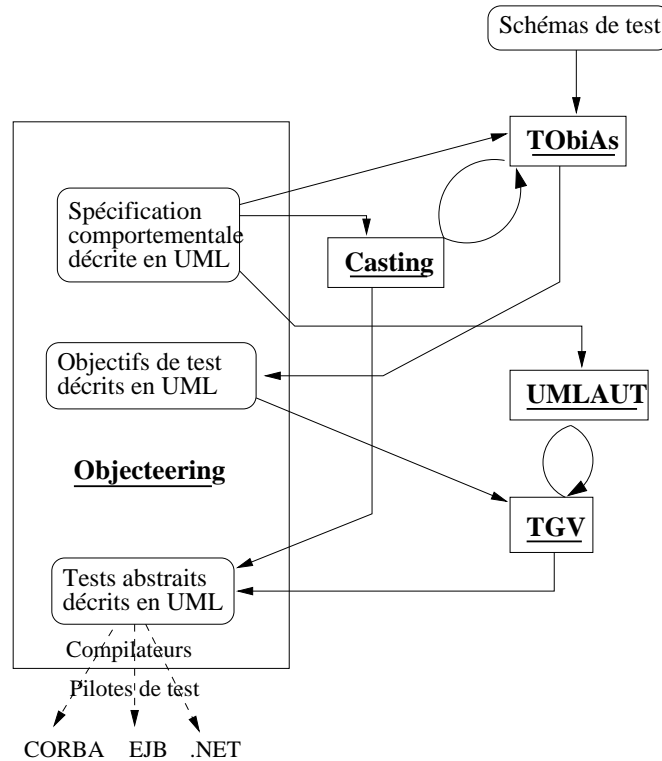 Schémas de test
TObiAs
Spécification
comportementale
décrite en UML
Casting
Objectifs de test
décrits en UML
UMLAUT
Objecteering
TGV
Tests abstraits
décrits en UML
Compilateurs
Pilotes de test
CORBA EJB .NET